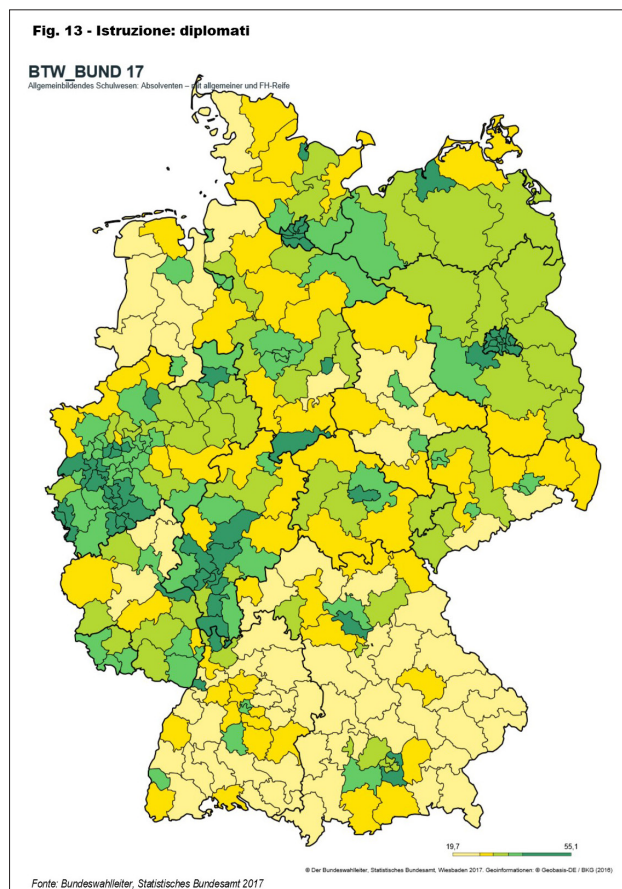 Fig. 13 - Istruzione: diplomati
BTW_BUND 17
Allgemeinbildendes Schulwesen: Absolventen – mit allgemeiner und FH-Reife
19,7 55,1
© Der Bundeswahlleiter, Statistisches Bundesamt, Wiesbaden 2017. Geoinformationen: © Geobasis-DE / BKG (2016)
Fonte: Bundeswahlleiter, Statistisches Bundesamt 2017